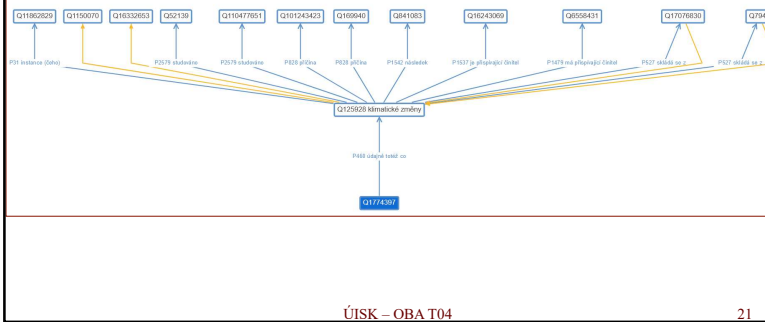 Q11862829 Q1150070 Q16332653 Q52139 Q110477651 Q101243423 Q169940 Q841083 Q16243069 Q6558431 Q17076830 Q794
P31 instance (čeho) P2579 studováno P2579 studováno P828 příčina P828 příčina P1542 následek P1537 je přispívající činitel P1479 má přispívající činitel P527 skládá se z P527 skládá se z
Q125928 klimatické změny
P460 údajně totéž co
Q1774397
ÚISK – OBA T04 21